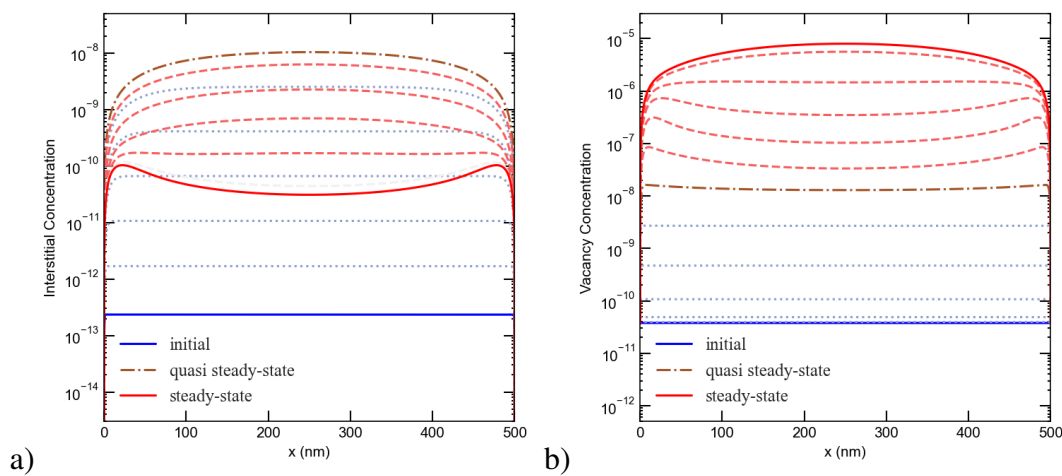 Interstitial Concentration
10⁻⁸
10⁻⁹
10⁻¹⁰
10⁻¹¹
10⁻¹²
10⁻¹³
10⁻¹⁴
initial
quasi steady-state
steady-state
0 100 200 300 400 500
x (nm)
a)
Vacancy Concentration
10⁻⁵
10⁻⁶
10⁻⁷
10⁻⁸
10⁻⁹
10⁻¹⁰
10⁻¹¹
10⁻¹²
initial
quasi steady-state
steady-state
0 100 200 300 400 500
x (nm)
b)